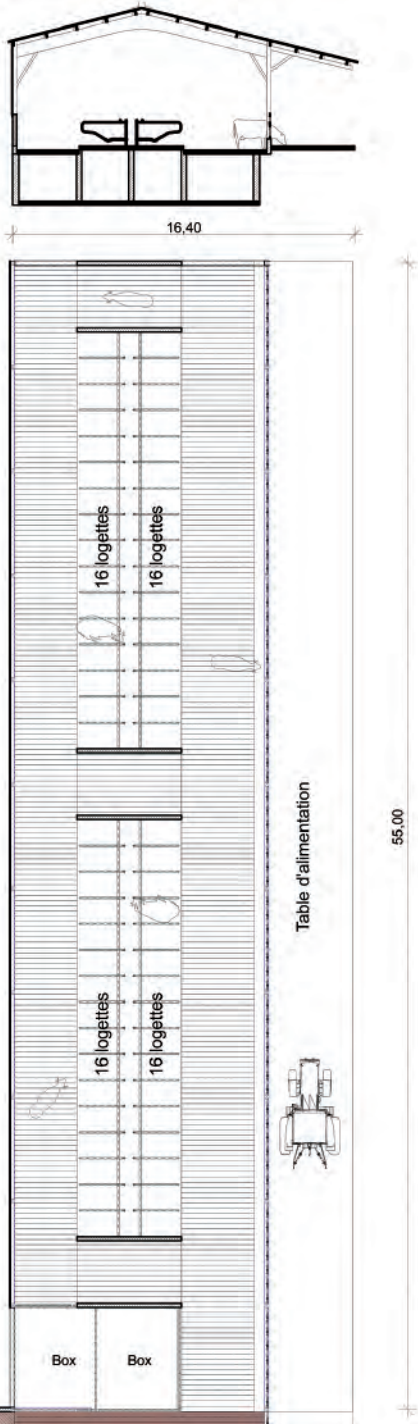 16,40
16 logettes
16 logettes
Table d'alimentation
55,00
16 logettes
16 logettes
Box
Box